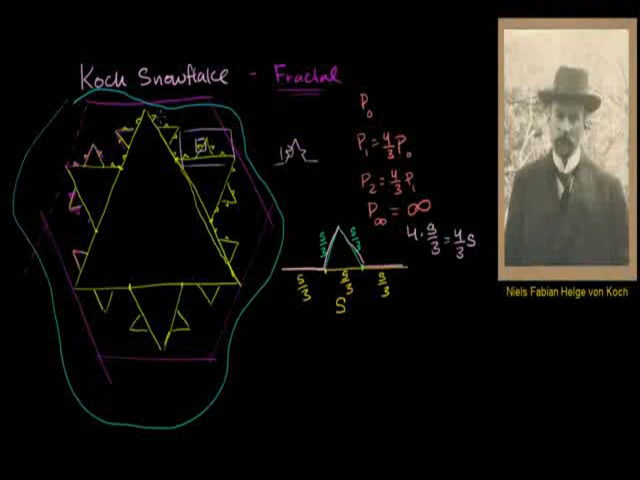 Koch Snowflake - Fractal
P₀
P₁ = 4/3 P₀
P₂ = 4/3 P₁
P∞ = ∞
4 · s/3 = 4/3 s
s/3 s/3
s/3 s/3 s/3
S
Niels Fabian Helge von Koch